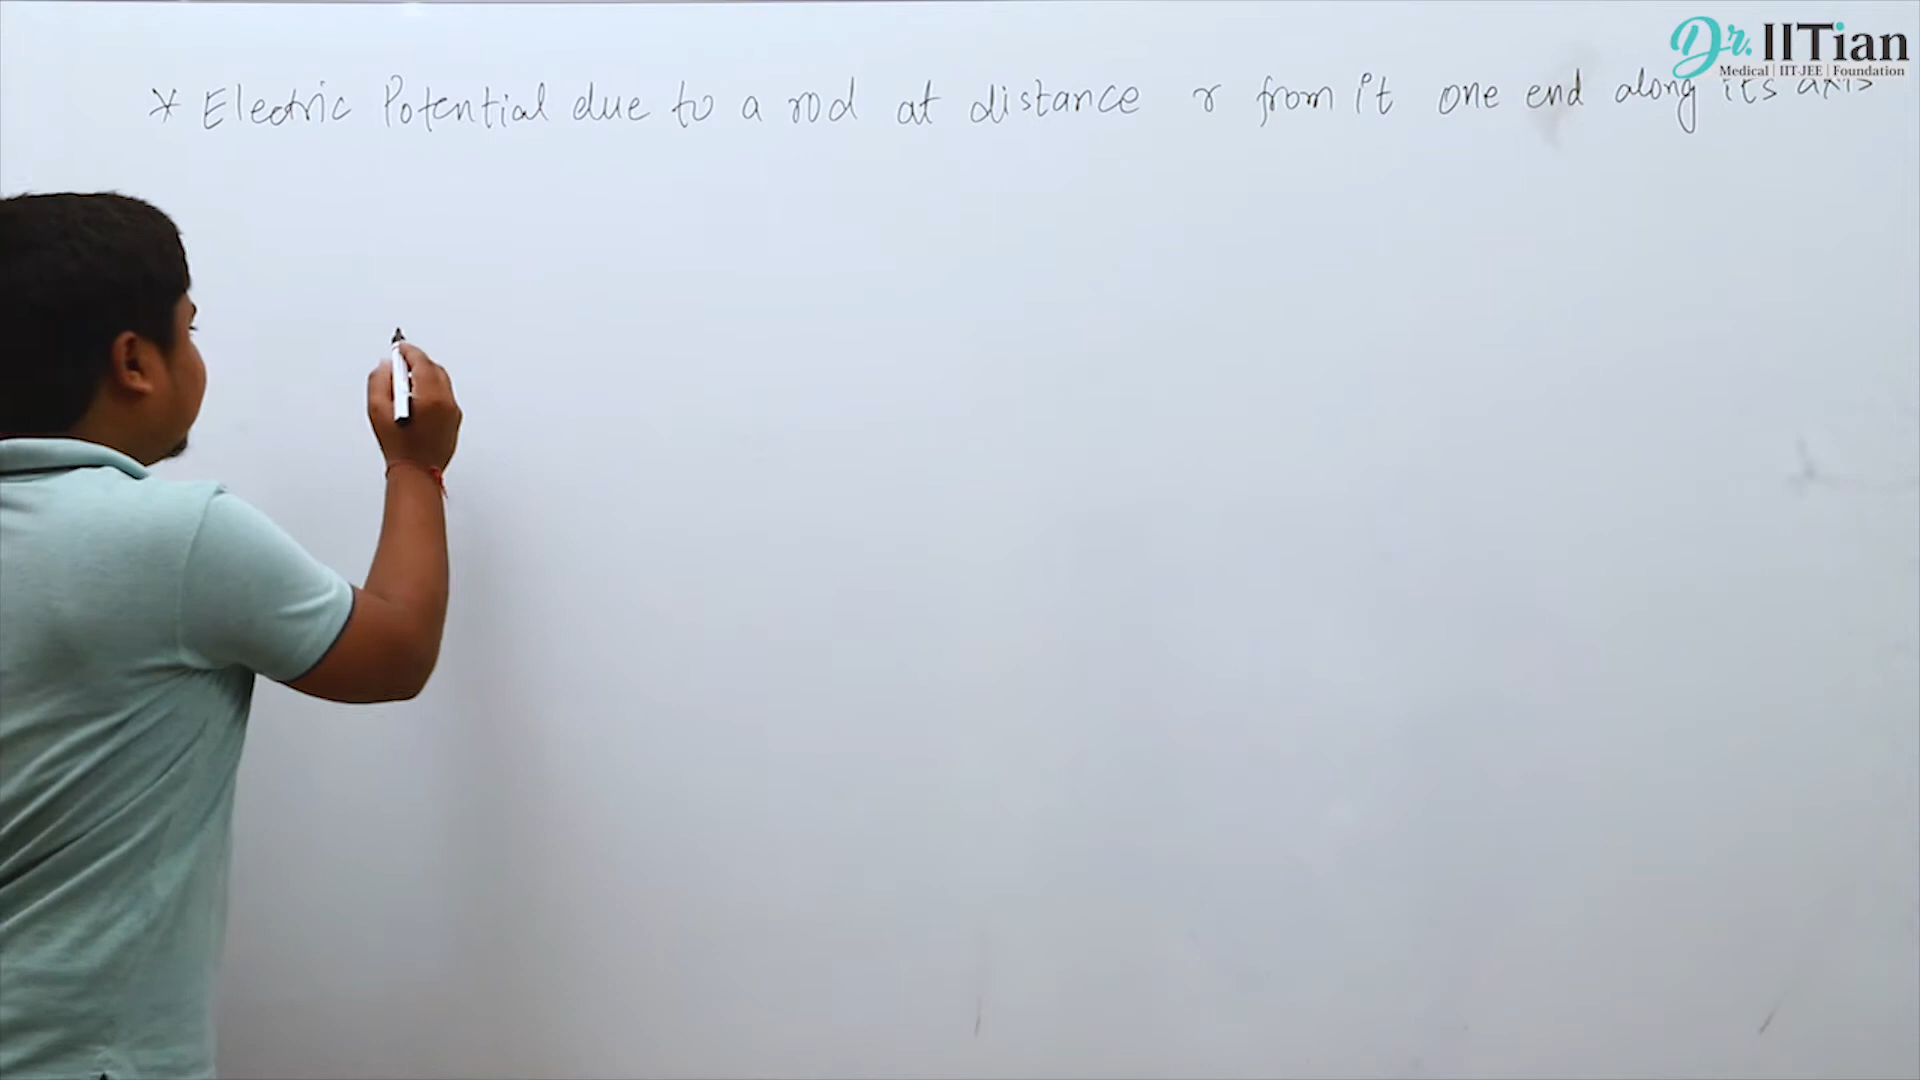 Dr. IITian
Medical | IIT-JEE | Foundation
* Electric Potential due to a rod at distance r from it one end along its axis